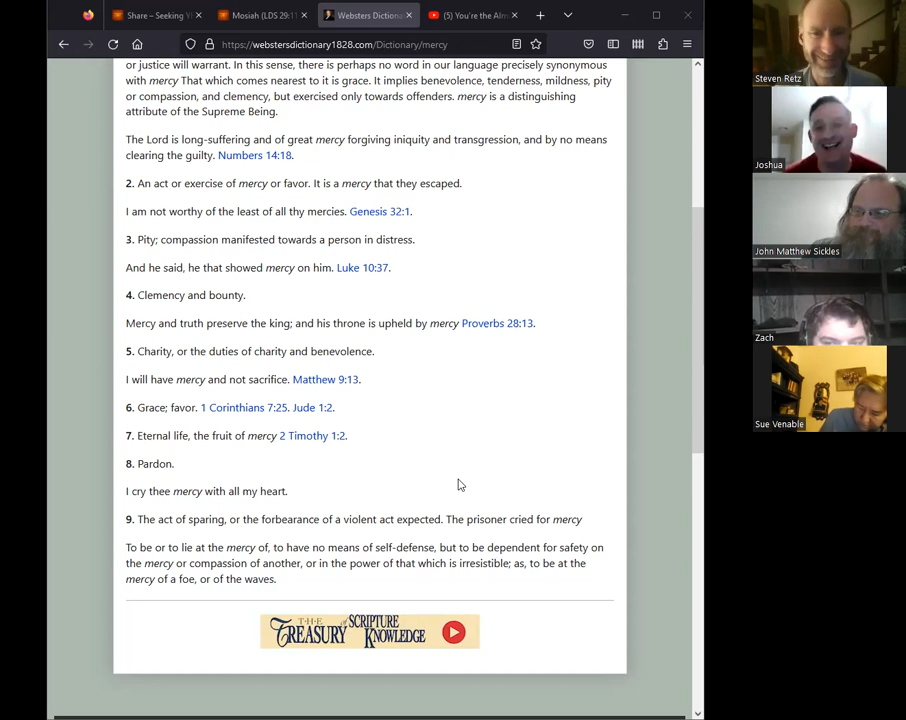 Share – Seeking Y
Mosiah (LDS 29:11
Websters Dictiona
(5) You're the Alm
https://webstersdictionary1828.com/Dictionary/mercy
or justice will warrant. In this sense, there is perhaps no word in our language precisely synonymous
with mercy That which comes nearest to it is grace. It implies benevolence, tenderness, mildness, pity
or compassion, and clemency, but exercised only towards offenders. mercy is a distinguishing
attribute of the Supreme Being.
The Lord is long-suffering and of great mercy forgiving iniquity and transgression, and by no means
clearing the guilty. Numbers 14:18.
2. An act or exercise of mercy or favor. It is a mercy that they escaped.
I am not worthy of the least of all thy mercies. Genesis 32:1.
3. Pity; compassion manifested towards a person in distress.
And he said, he that showed mercy on him. Luke 10:37.
4. Clemency and bounty.
Mercy and truth preserve the king; and his throne is upheld by mercy Proverbs 28:13.
5. Charity, or the duties of charity and benevolence.
I will have mercy and not sacrifice. Matthew 9:13.
6. Grace; favor. 1 Corinthians 7:25. Jude 1:2.
7. Eternal life, the fruit of mercy 2 Timothy 1:2.
8. Pardon.
I cry thee mercy with all my heart.
9. The act of sparing, or the forbearance of a violent act expected. The prisoner cried for mercy
To be or to lie at the mercy of, to have no means of self-defense, but to be dependent for safety on
the mercy or compassion of another, or in the power of that which is irresistible; as, to be at the
mercy of a foe, or of the waves.
THE TREASURY of SCRIPTURE
KNOWLEDGE
Steven Retz
Joshua
John Matthew Sickles
Zach
Sue Venable